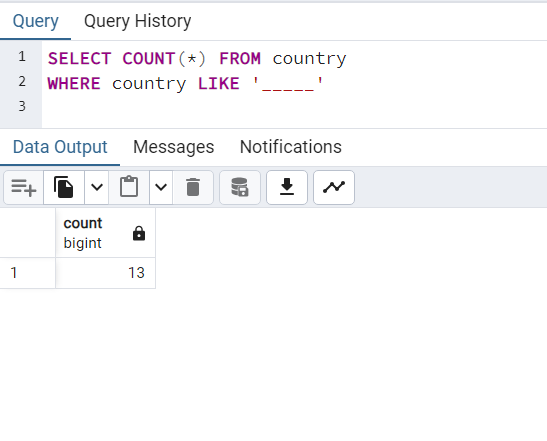 Query Query History
1 SELECT COUNT(*) FROM country
2 WHERE country LIKE '_____'
3
Data Output Messages Notifications
count
bigint
1 13